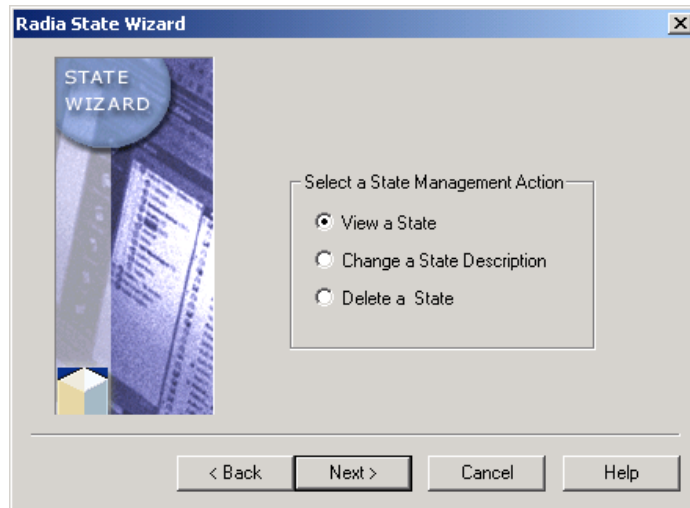 Radia State Wizard
STATE
WIZARD
Select a State Management Action
View a State
Change a State Description
Delete a State
< Back Next > Cancel Help